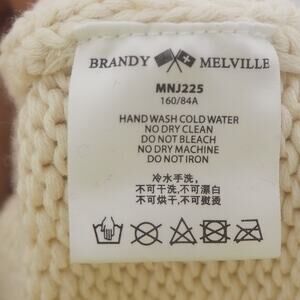 BRANDY MELVILLE
MNJ225
160/84A
HAND WASH COLD WATER
NO DRY CLEAN
DO NOT BLEACH
NO DRY MACHINE
DO NOT IRON
冷水手洗，
不可干洗，不可漂白
不可烘干，不可熨烫